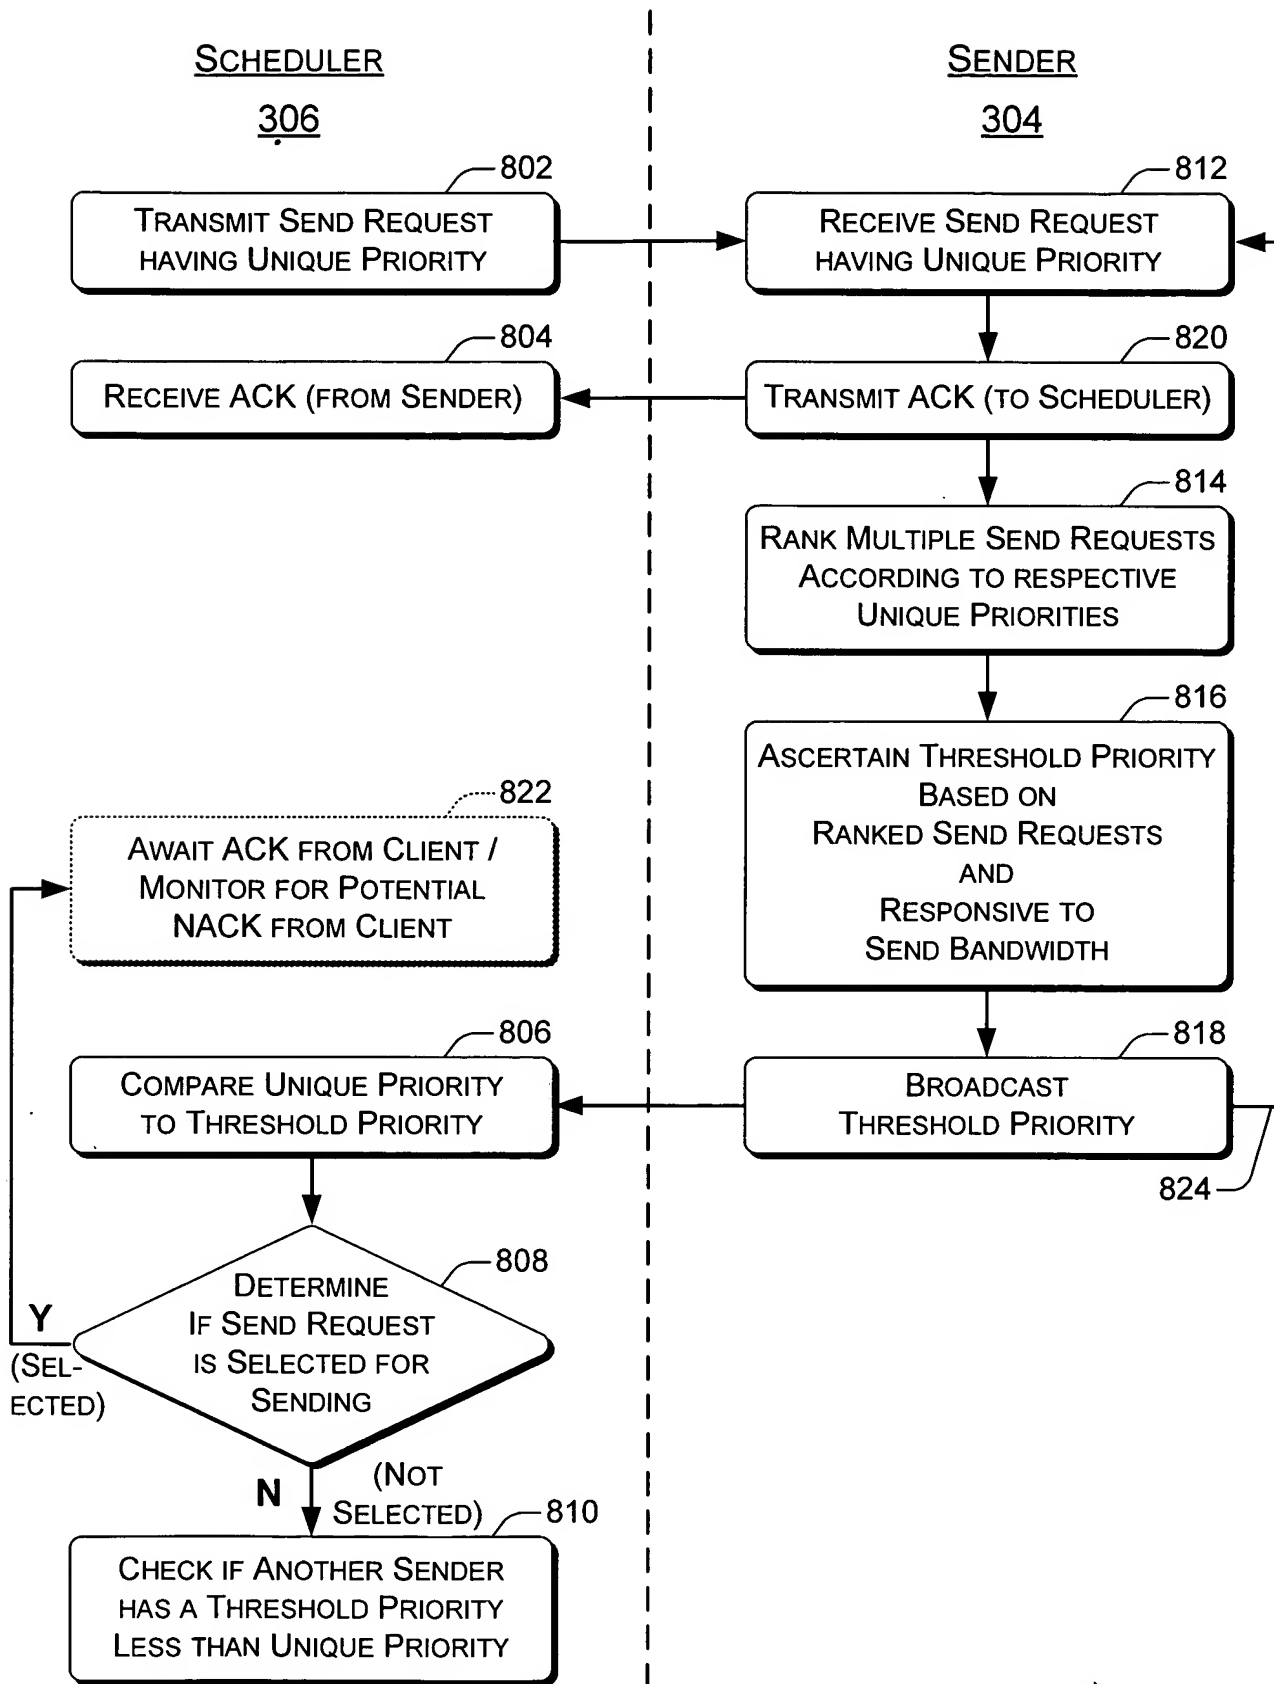 SCHEDULER
306
SENDER
304
802
TRANSMIT SEND REQUEST
HAVING UNIQUE PRIORITY
812
RECEIVE SEND REQUEST
HAVING UNIQUE PRIORITY
804
RECEIVE ACK (FROM SENDER)
820
TRANSMIT ACK (TO SCHEDULER)
814
RANK MULTIPLE SEND REQUESTS
ACCORDING TO RESPECTIVE
UNIQUE PRIORITIES
816
ASCERTAIN THRESHOLD PRIORITY
BASED ON
RANKED SEND REQUESTS
AND
RESPONSIVE TO
SEND BANDWIDTH
822
AWAIT ACK FROM CLIENT /
MONITOR FOR POTENTIAL
NACK FROM CLIENT
806
COMPARE UNIQUE PRIORITY
TO THRESHOLD PRIORITY
818
BROADCAST
THRESHOLD PRIORITY
824
808
DETERMINE
IF SEND REQUEST
IS SELECTED FOR
SENDING
Y
(SEL-
ECTED)
N
(NOT
SELECTED)
810
CHECK IF ANOTHER SENDER
HAS A THRESHOLD PRIORITY
LESS THAN UNIQUE PRIORITY